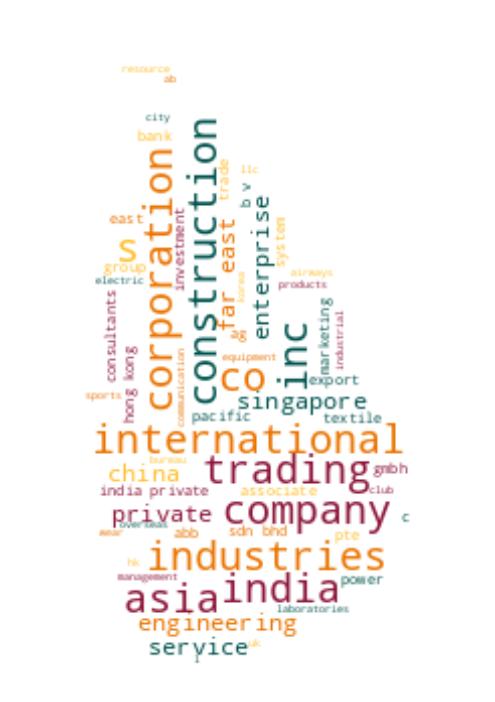 resource
ab
city
bank
corporation
construction
trade
llc
b v
east
s
group
electric
investment
far east
enterprise
system
korea
airways
products
consultants
hong kong
communication
&
co
equipment
inc
marketing
industrial
sports
export
singapore
pacific
textile
international
bureau
china
trading
gmbh
india private
associate
club
private
company
c
overseas
wear
abb
sdn bhd
pte
industries
hk
management
asia
india
power
laboratories
engineering
service
uk